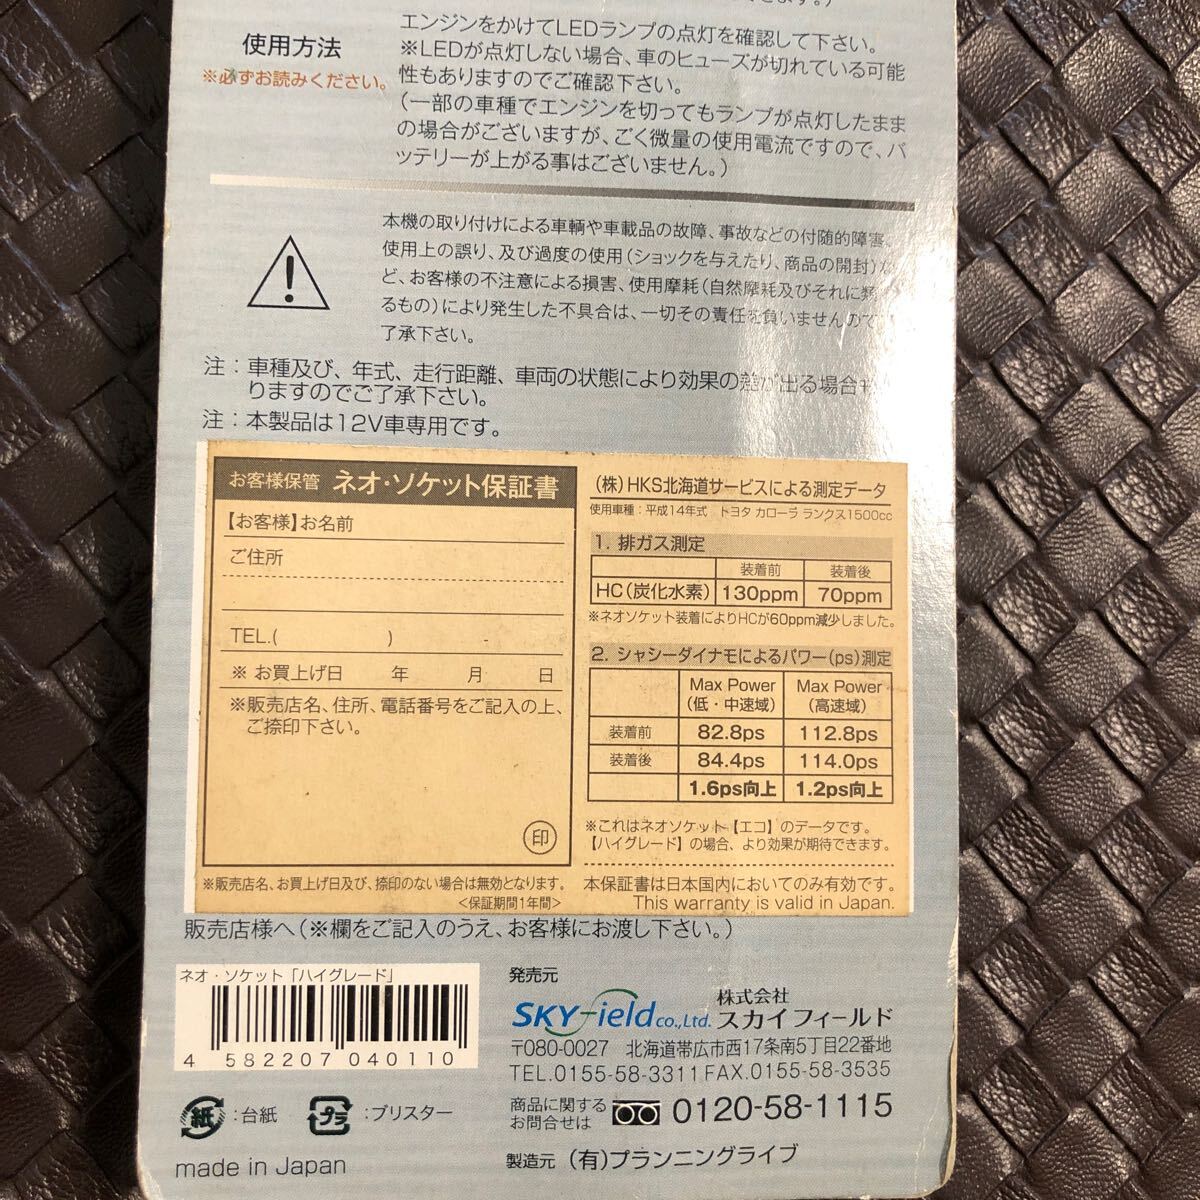 使用方法
※必ずお読みください。
エンジンをかけてLEDランプの点灯を確認して下さい。
※LEDが点灯しない場合、車のヒューズが切れている可能
性もありますのでご確認下さい。
(一部の車種でエンジンを切ってもランプが点灯したまま
の場合がございますが、ごく微量の使用電流ですので、バ
ッテリーが上がる事はございません。)
本機の取り付けによる車輌や車載品の故障、事故などの付随的障害、
使用上の誤り、及び過度の使用(ショックを与えたり、商品の開封)な
ど、お客様の不注意による損害、使用摩耗(自然摩耗及びそれに類
るもの)により発生した不具合は、一切その責任を負いませんので
了承下さい。
注：車種及び、年式、走行距離、車両の状態により効果の差が出る場合も
りますのでご了承下さい。
注：本製品は12V車専用です。
お客様保管 ネオ・ソケット保証書
【お客様】お名前
ご住所
TEL.( ) -
※ お買上げ日 年 月 日
※販売店名、住所、電話番号をご記入の上、
ご捺印下さい。
印
※販売店名、お買上げ日及び、捺印のない場合は無効となります。
<保証期間1年間>
(株)HKS北海道サービスによる測定データ
使用車種：平成14年式 トヨタ カローラ ランクス1500cc
1. 排ガス測定
装着前 装着後
HC(炭化水素) 130ppm 70ppm
※ネオソケット装着によりHCが60ppm減少しました。
2. シャシーダイナモによるパワー(ps)測定
Max Power Max Power
(低・中速域) (高速域)
装着前 82.8ps 112.8ps
装着後 84.4ps 114.0ps
1.6ps向上 1.2ps向上
※これはネオソケット【エコ】のデータです。
【ハイグレード】の場合、より効果が期待できます。
本保証書は日本国内においてのみ有効です。
This warranty is valid in Japan.
販売店様へ(※欄をご記入のうえ、お客様にお渡し下さい。)
ネオ・ソケット「ハイグレード」
4 582207 040110
紙 ：台紙 プラ ：ブリスター
made in Japan
発売元
SKY-field co.,Ltd. 株式会社 スカイフィールド
〒080-0027 北海道帯広市西17条南5丁目22番地
TEL.0155-58-3311 FAX.0155-58-3535
商品に関する
お問合せは 0120-58-1115
製造元 (有)プランニングライブ